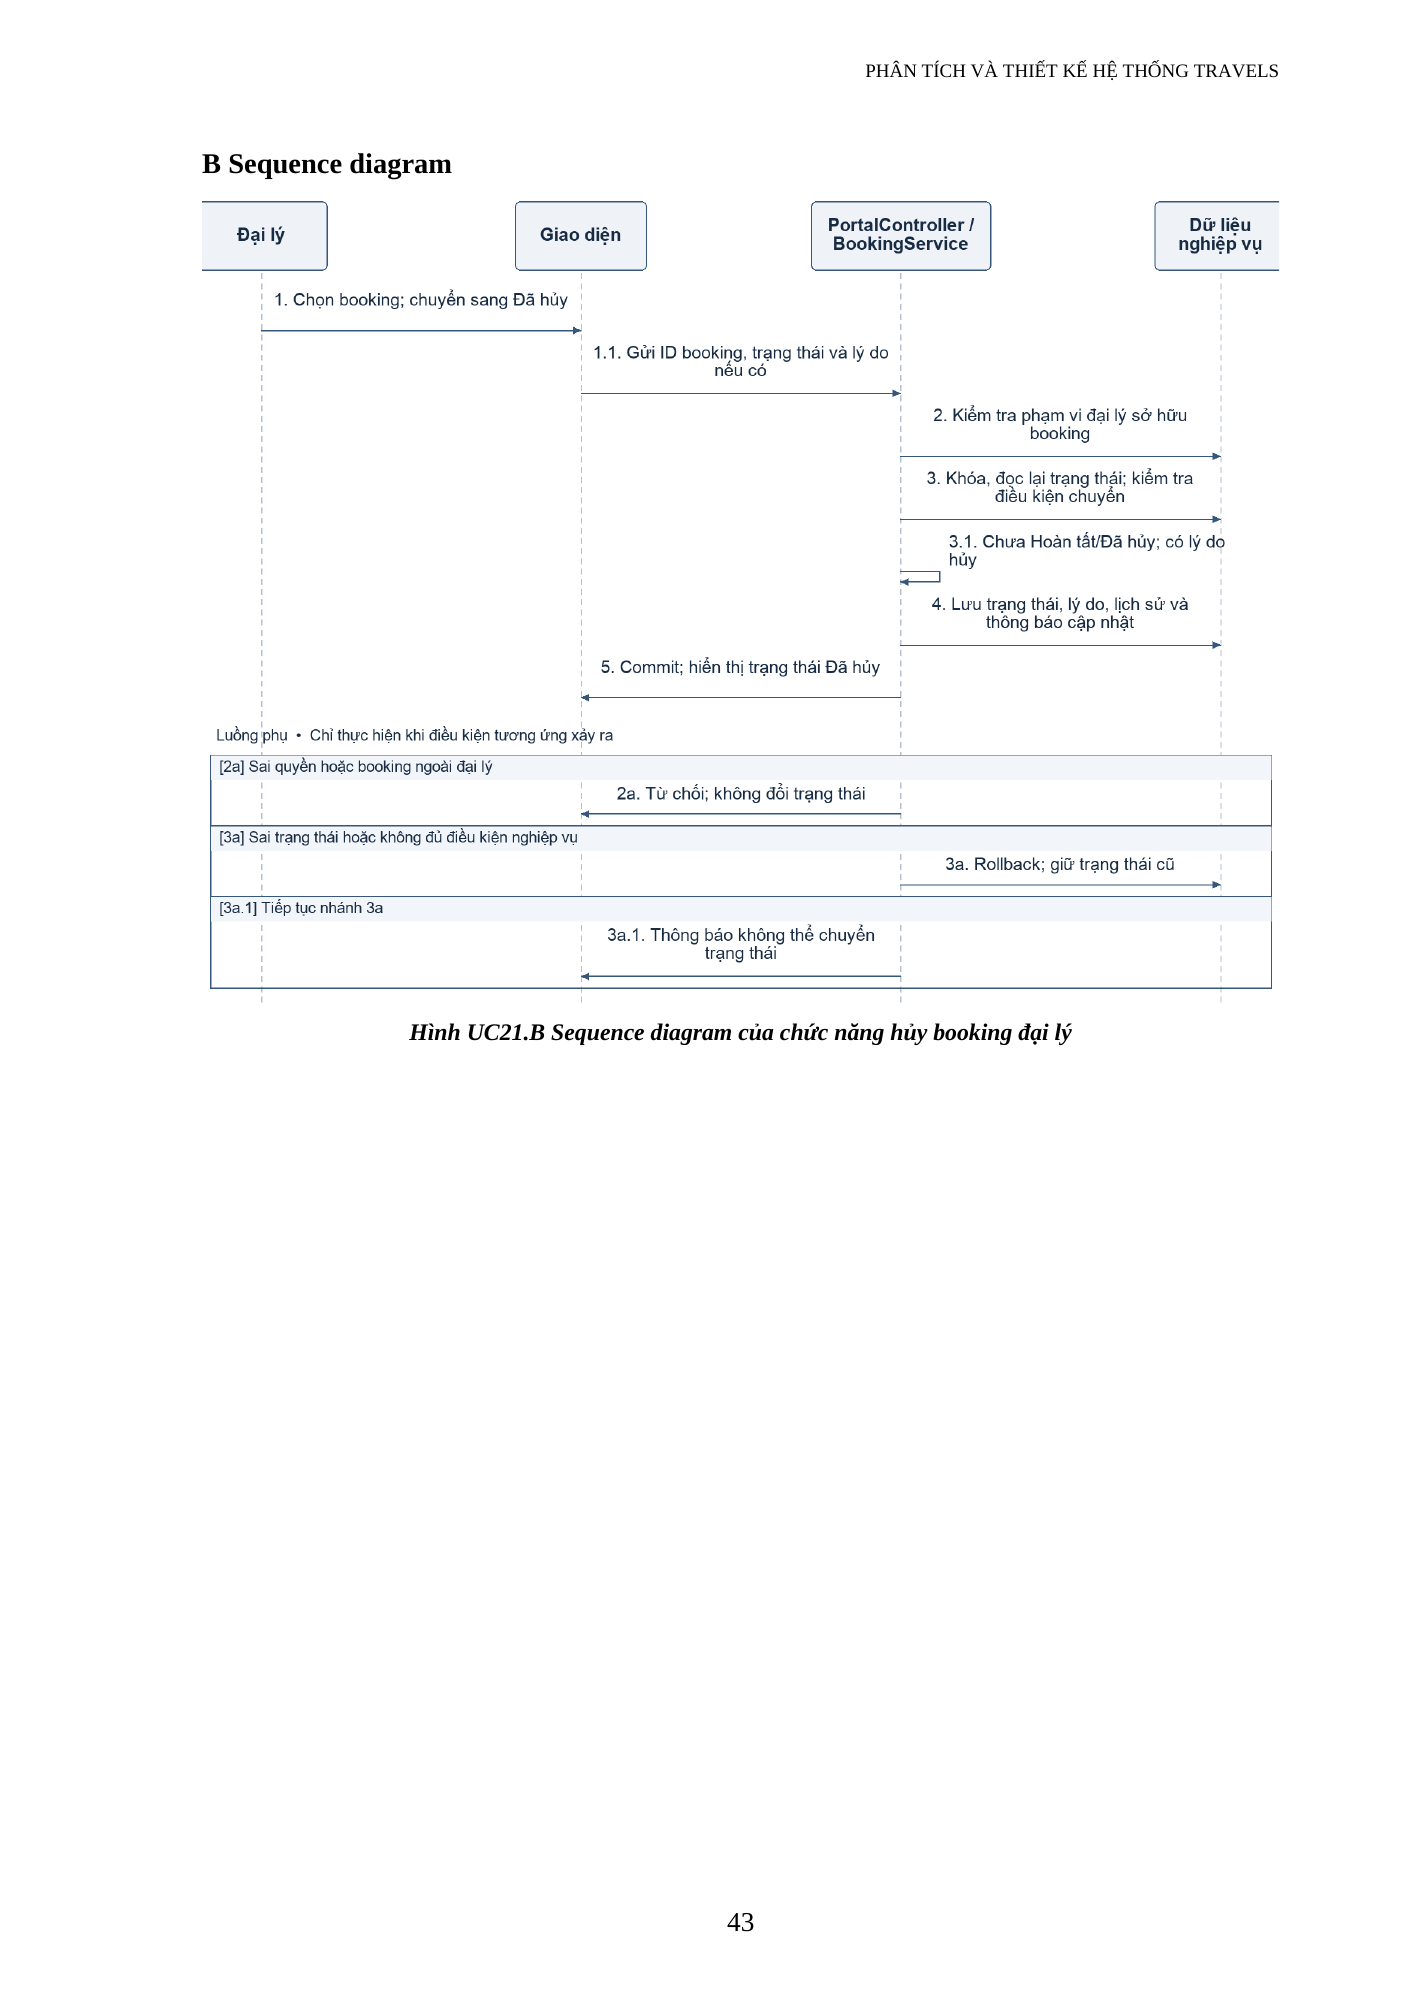 PHÂN TÍCH VÀ THIẾT KẾ HỆ THỐNG TRAVELS
B Sequence diagram
Đại lý
Giao diện
PortalController /
BookingService
Dữ liệu
nghiệp vụ
1. Chọn booking; chuyển sang Đã hủy
1.1. Gửi ID booking, trạng thái và lý do
nếu có
2. Kiểm tra phạm vi đại lý sở hữu
booking
3. Khóa, đọc lại trạng thái; kiểm tra
điều kiện chuyển
3.1. Chưa Hoàn tất/Đã hủy; có lý do
hủy
4. Lưu trạng thái, lý do, lịch sử và
thông báo cập nhật
5. Commit; hiển thị trạng thái Đã hủy
Luồng phụ • Chỉ thực hiện khi điều kiện tương ứng xảy ra
[2a] Sai quyền hoặc booking ngoài đại lý
2a. Từ chối; không đổi trạng thái
[3a] Sai trạng thái hoặc không đủ điều kiện nghiệp vụ
3a. Rollback; giữ trạng thái cũ
[3a.1] Tiếp tục nhánh 3a
3a.1. Thông báo không thể chuyển
trạng thái
Hình UC21.B Sequence diagram của chức năng hủy booking đại lý
43